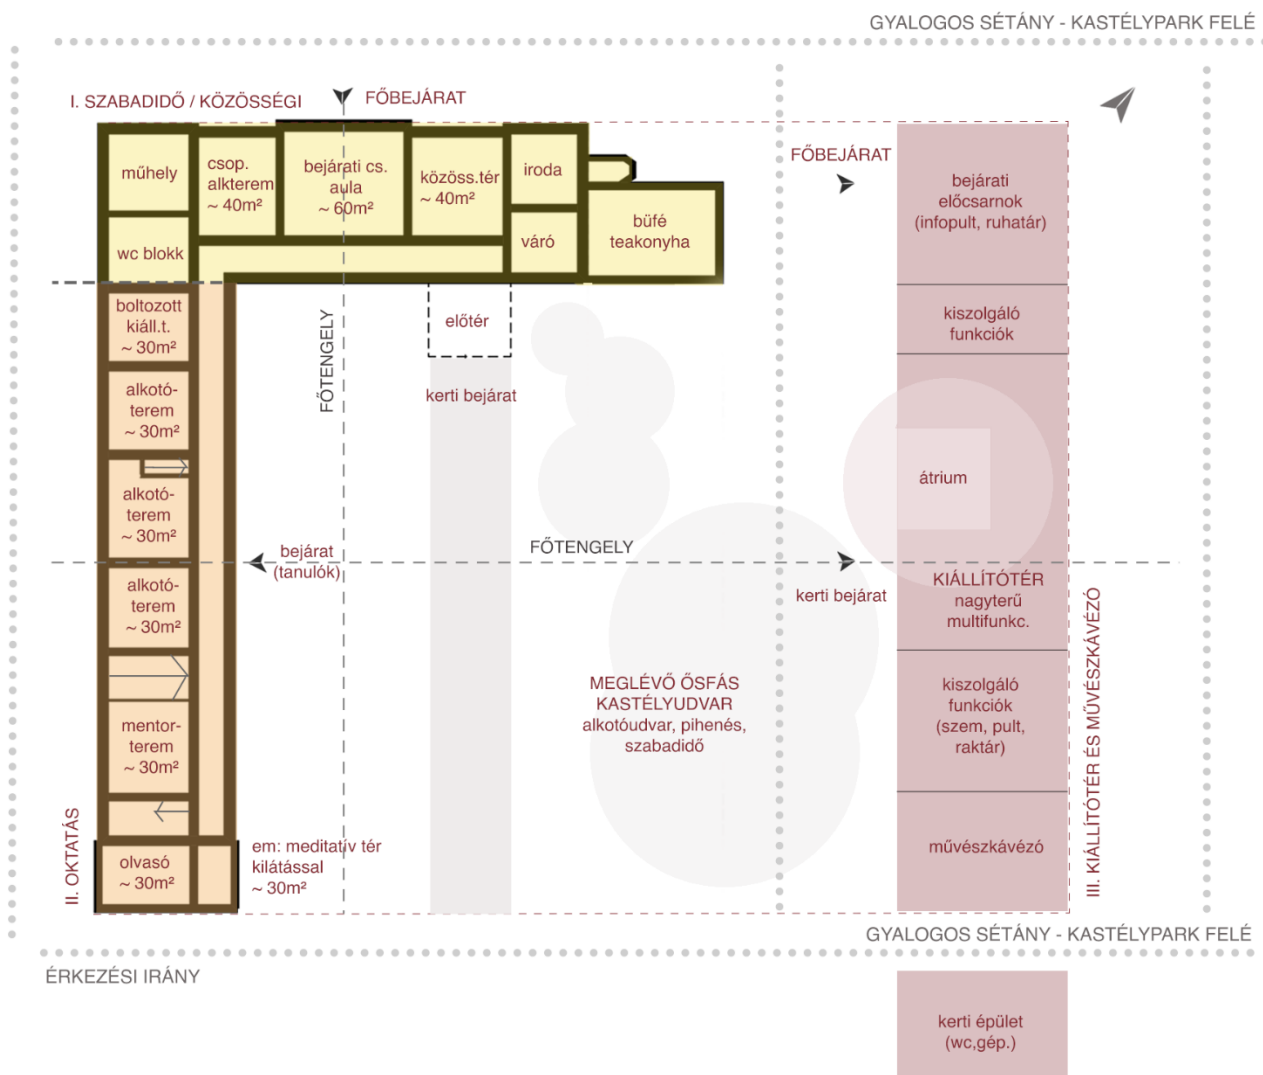 GYALOGOS SÉTÁNY - KASTÉLYPARK FELÉ
I. SZABADIDŐ / KÖZÖSSÉGI
FŐBEJÁRAT
műhely
csop.
alkterem
~ 40m²
bejárati cs.
aula
~ 60m²
közöss.tér
~ 40m²
iroda
wc blokk
váró
büfé
teakonyha
FŐBEJÁRAT
bejárati
előcsarnok
(infopult, ruhatár)
boltozott
kiáll.t.
~ 30m²
FŐTENGELY
előtér
kerti bejárat
kiszolgáló
funkciók
alkotó-
terem
~ 30m²
alkotó-
terem
~ 30m²
átrium
bejárat
(tanulók)
FŐTENGELY
alkotó-
terem
~ 30m²
kerti bejárat
KIÁLLÍTÓTÉR
nagyterű
multifunkc.
MEGLÉVŐ ŐSFÁS
KASTÉLYUDVAR
alkotóudvar, pihenés,
szabadidő
kiszolgáló
funkciók
(szem, pult,
raktár)
mentor-
terem
~ 30m²
II. OKTATÁS
olvasó
~ 30m²
em: meditatív tér
kilátással
~ 30m²
művészkávézó
III. KIÁLLÍTÓTÉR ÉS MŰVÉSZKÁVÉZÓ
GYALOGOS SÉTÁNY - KASTÉLYPARK FELÉ
ÉRKEZÉSI IRÁNY
kerti épület
(wc,gép.)